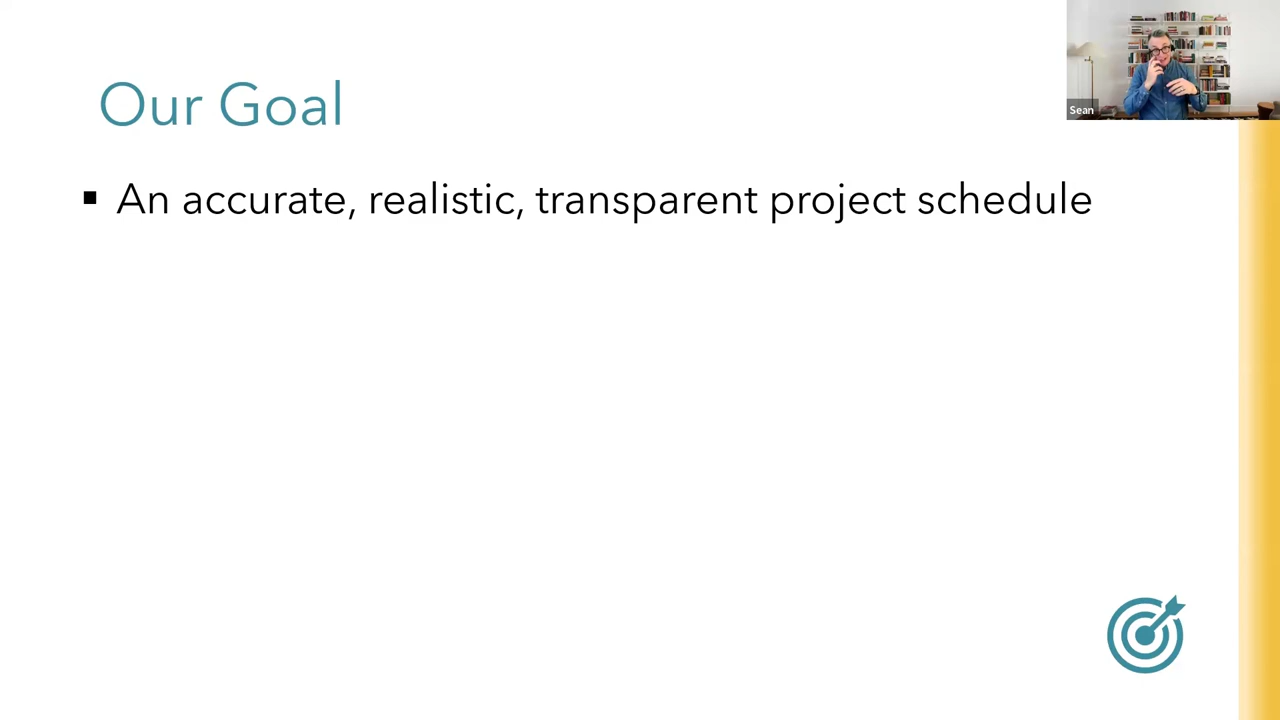 Our Goal
Sean
▪ An accurate, realistic, transparent project schedule